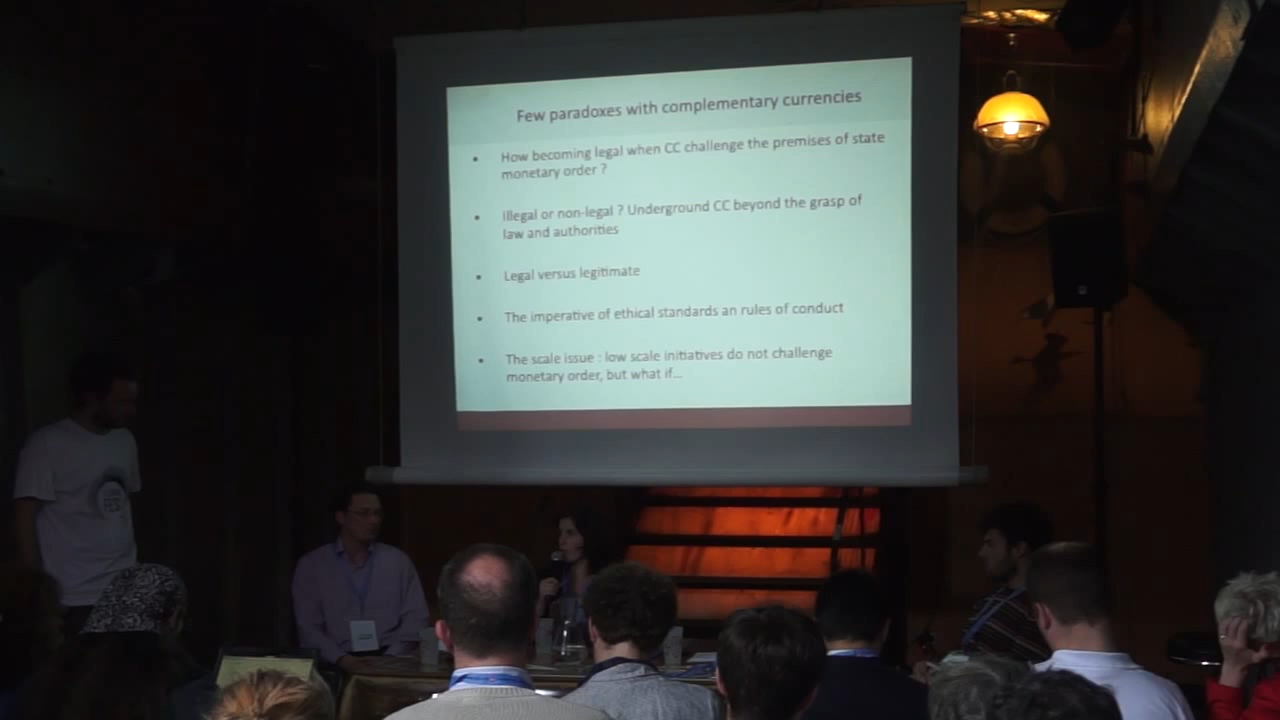 Few paradoxes with complementary currencies
• How becoming legal when CC challenge the premises of state
monetary order ?
• Illegal or non-legal ? Underground CC beyond the grasp of
law and authorities
• Legal versus legitimate
• The imperative of ethical standards an rules of conduct
• The scale issue : low scale initiatives do not challenge
monetary order, but what if...